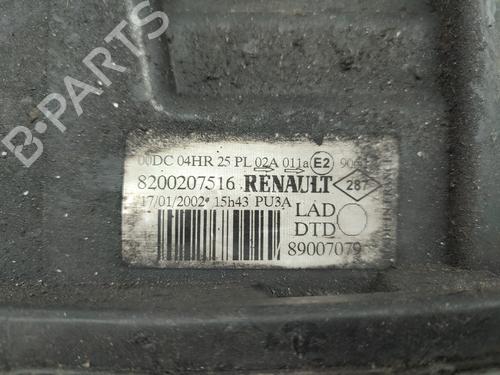 B-Parts
00DC 04HR 25 PL 02A 011a E2
8200207516 RENAULT 287
17/01/2002* 15h43 PU3A
LAD
DTD
89007079